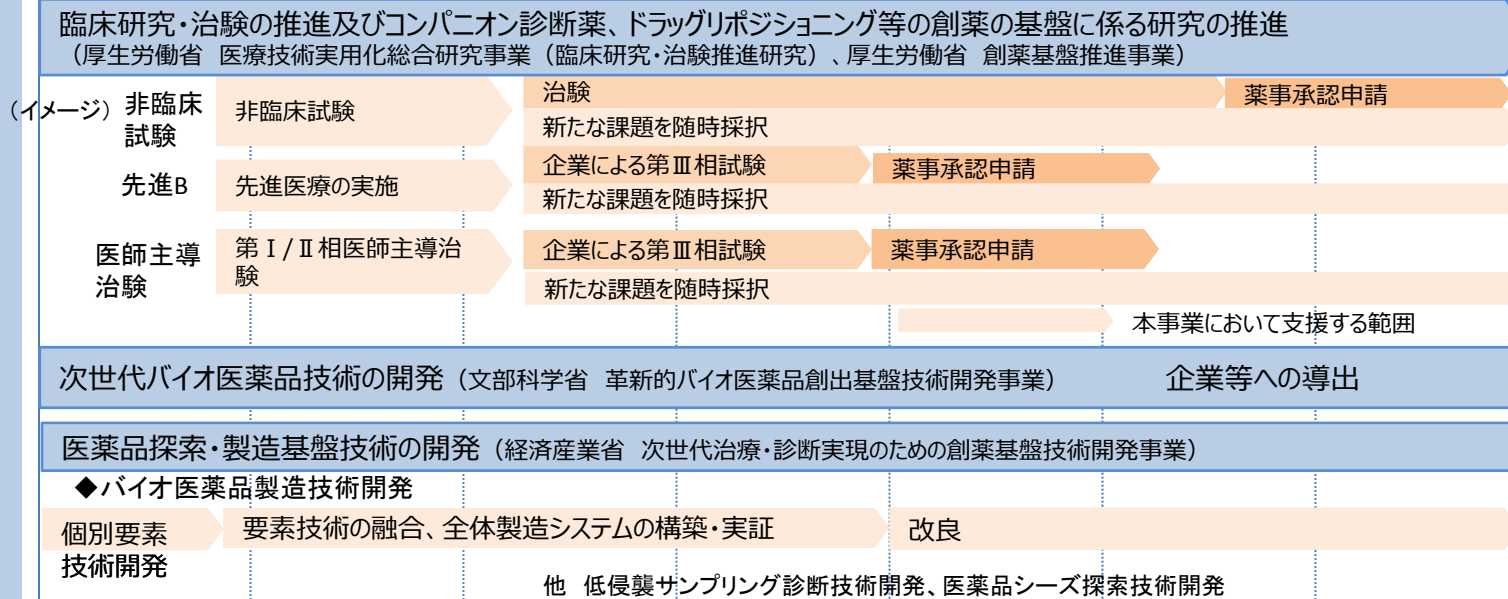 臨床研究・治験の推進及びコンパニオン診断薬、ドラッグリポジショニング等の創薬の基盤に係る研究の推進
（厚生労働省 医療技術実用化総合研究事業（臨床研究・治験推進研究）、厚生労働省 創薬基盤推進事業）
（イメージ）
非臨床
試験
非臨床試験
治験
薬事承認申請
新たな課題を随時採択
先進B
先進医療の実施
企業による第Ⅲ相試験
薬事承認申請
新たな課題を随時採択
医師主導
治験
第Ⅰ/Ⅱ相医師主導治
験
企業による第Ⅲ相試験
薬事承認申請
新たな課題を随時採択
本事業において支援する範囲
次世代バイオ医薬品技術の開発（文部科学省 革新的バイオ医薬品創出基盤技術開発事業） 企業等への導出
医薬品探索・製造基盤技術の開発（経済産業省 次世代治療・診断実現のための創薬基盤技術開発事業）
◆バイオ医薬品製造技術開発
個別要素
技術開発
要素技術の融合、全体製造システムの構築・実証
改良
他 低侵襲サンプリング診断技術開発、医薬品シーズ探索技術開発